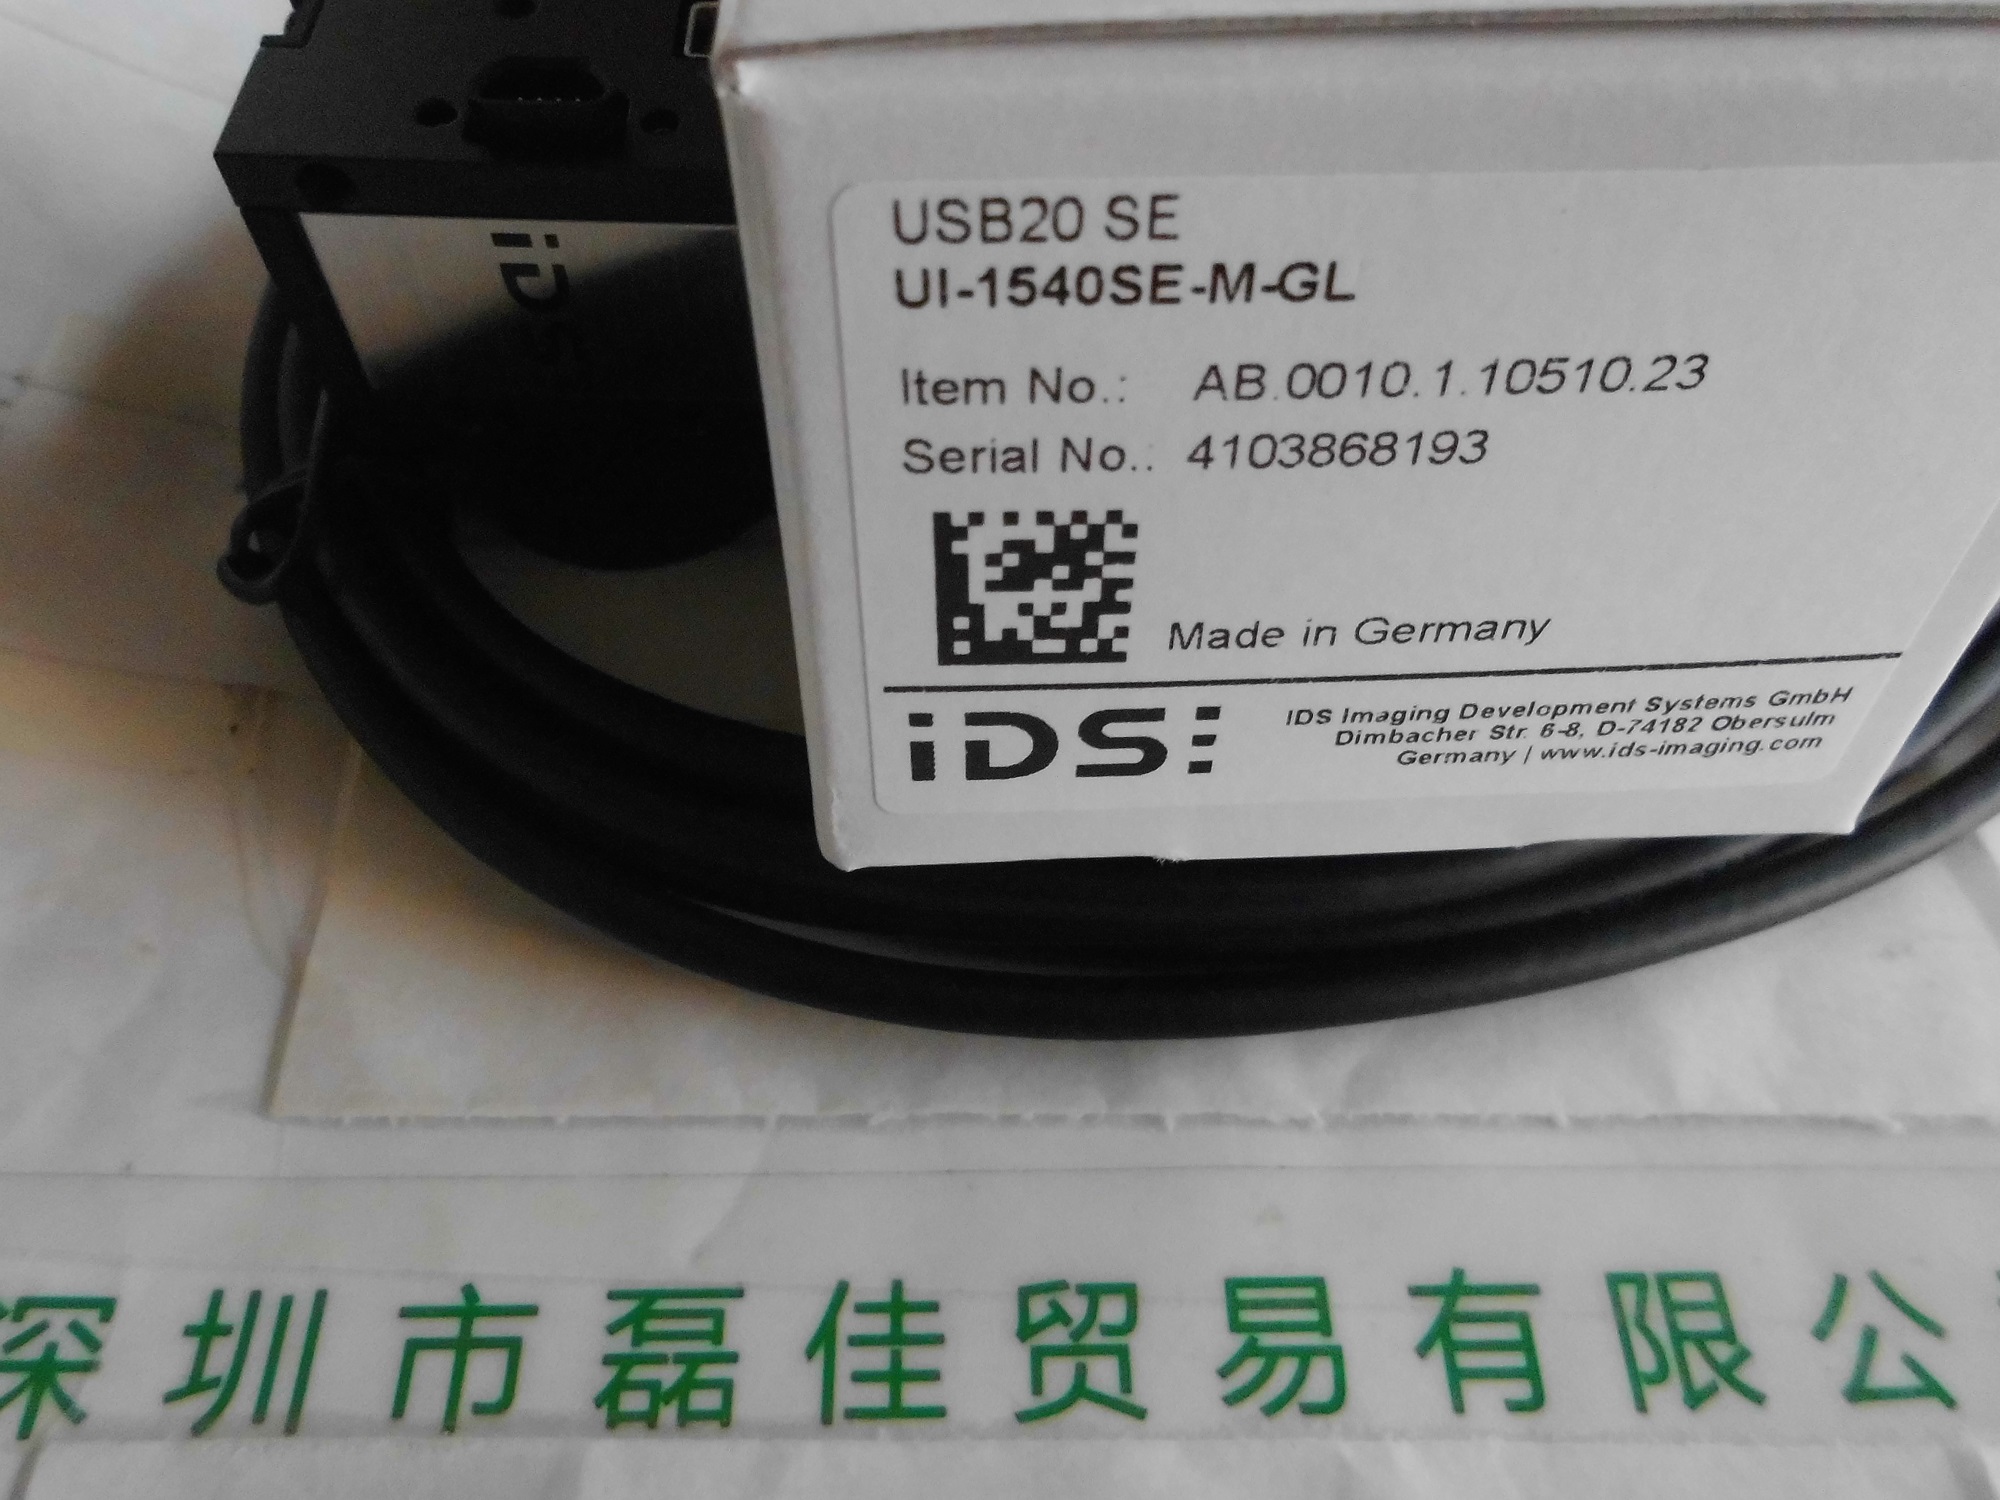 iDS
USB20 SE
UI-1540SE-M-GL
Item No.: AB.0010.1.10510.23
Serial No.: 4103868193
Made in Germany
iDS
IDS Imaging Development Systems GmbH
Dimbacher Str. 6-8, D-74182 Obersulm
Germany | www.ids-imaging.com
深圳市磊佳贸易有限公